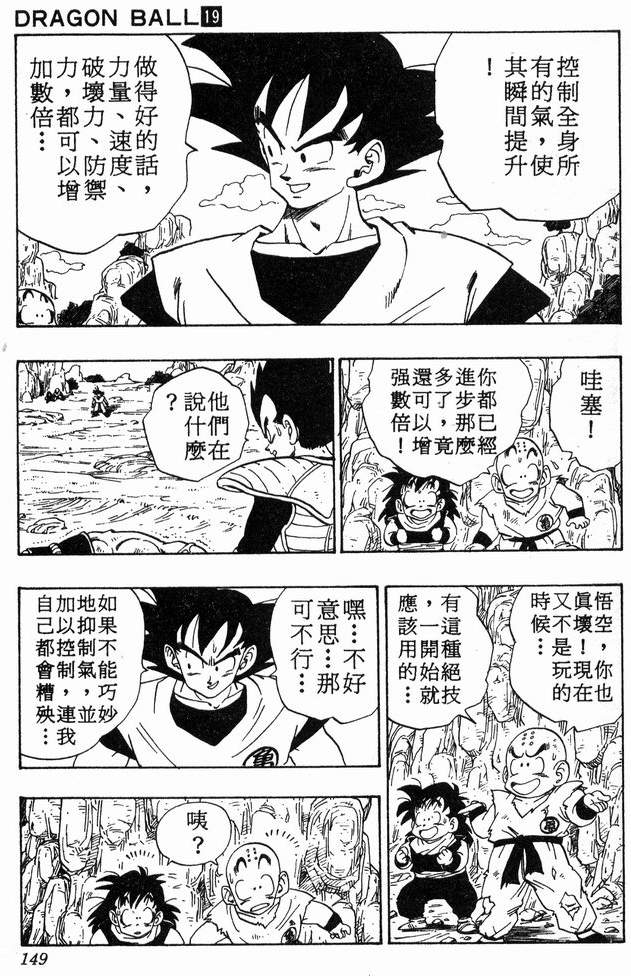 DRAGON BALL 19
控制全身所
有的氣，使
其瞬間提升
！
做得好的話，
力量、速度、
破壞力、防禦
力，都可以增
加數倍…
哇塞！
你都已經
進步那麼
多了，竟
還可以增
强數倍！
他們在
說什麼
？
悟空，你也
真壞！現在
又不是玩的
時候…
有這種絕技
，一開始就
應該用的…
嘿…不好
意思…那
可不行…
如果不能巧妙
地抑制氣，並
加以控制，連我
自己都會糟殃…
咦？
149